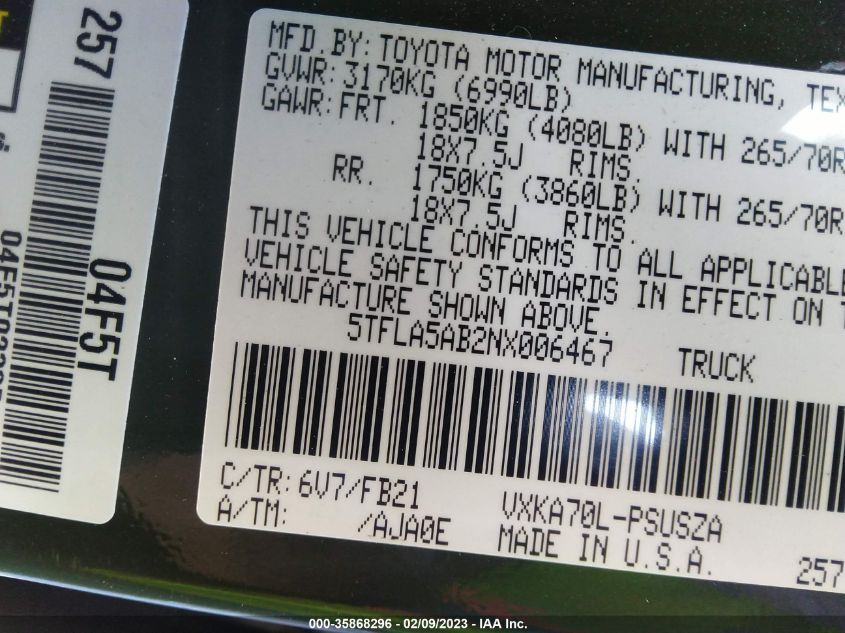 MFD.BY: TOYOTA MOTOR MANUFACTURING, TEX
GVWR: 3170KG (6990LB)
GAWR: FRT. 1850KG (4080LB) WITH 265/70R
18X7.5J RIMS.
RR. 1750KG (3860LB) WITH 265/70R
18X7.5J RIMS.
THIS VEHICLE CONFORMS TO ALL APPLICABLE
VEHICLE SAFETY STANDARDS IN EFFECT ON T
MANUFACTURE SHOWN ABOVE.
5TFLA5AB2NX006467 TRUCK
C/TR: 6V7/FB21 VXKA70L-PSUSZA
A/TM: /AJA0E MADE IN U.S.A. 257
257
04F5T
000-35868296 - 02/09/2023 - IAA Inc.